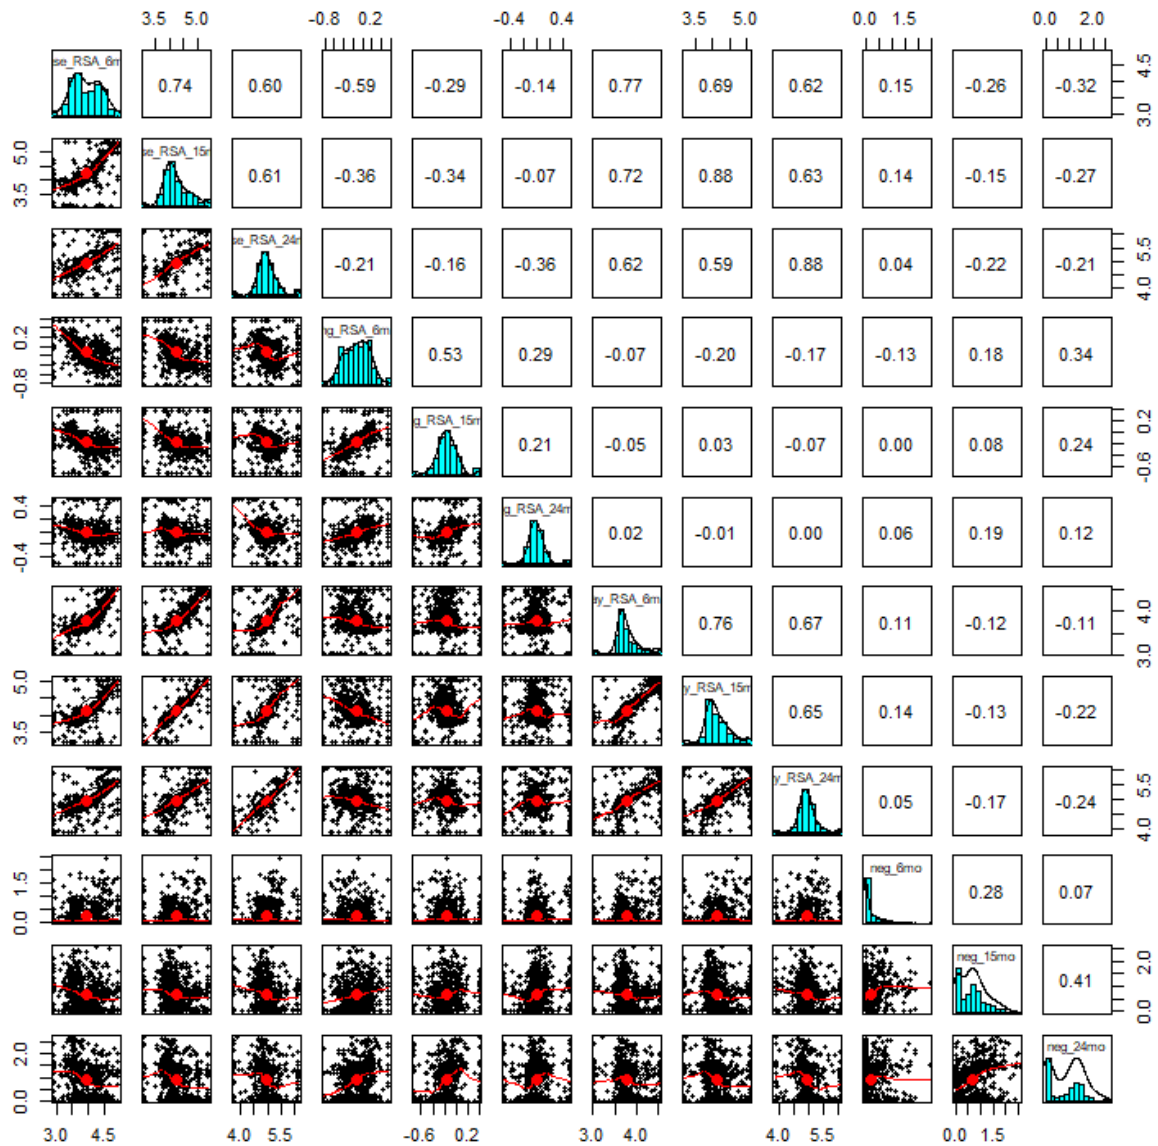 3.5 5.0 -0.8 0.2 -0.4 0.4 3.5 5.0 0.0 1.5 0.0 2.0
se_RSA_6m 0.74 0.60 -0.59 -0.29 -0.14 0.77 0.69 0.62 0.15 -0.26 -0.32 3.0 4.5
3.5 5.0 se_RSA_15m 0.61 -0.36 -0.34 -0.07 0.72 0.88 0.63 0.14 -0.15 -0.27
se_RSA_24m -0.21 -0.16 -0.36 0.62 0.59 0.88 0.04 -0.22 -0.21 4.0 5.5
-0.8 0.2 ng_RSA_6m 0.53 0.29 -0.07 -0.20 -0.17 -0.13 0.18 0.34
g_RSA_15m 0.21 -0.05 0.03 -0.07 0.00 0.08 0.24 -0.6 0.2
-0.4 0.4 g_RSA_24m 0.02 -0.01 0.00 0.06 0.19 0.12
ay_RSA_6m 0.76 0.67 0.11 -0.12 -0.11 3.0 4.0
3.5 5.0 y_RSA_15m 0.65 0.14 -0.13 -0.22
y_RSA_24m 0.05 -0.17 -0.24 4.0 5.5
0.0 1.5 neg_6mo 0.28 0.07
neg_15mo 0.41 0.0 2.0
0.0 2.0 neg_24mo
3.0 4.5 4.0 5.5 -0.6 0.2 3.0 4.0 4.0 5.5 0.0 1.5